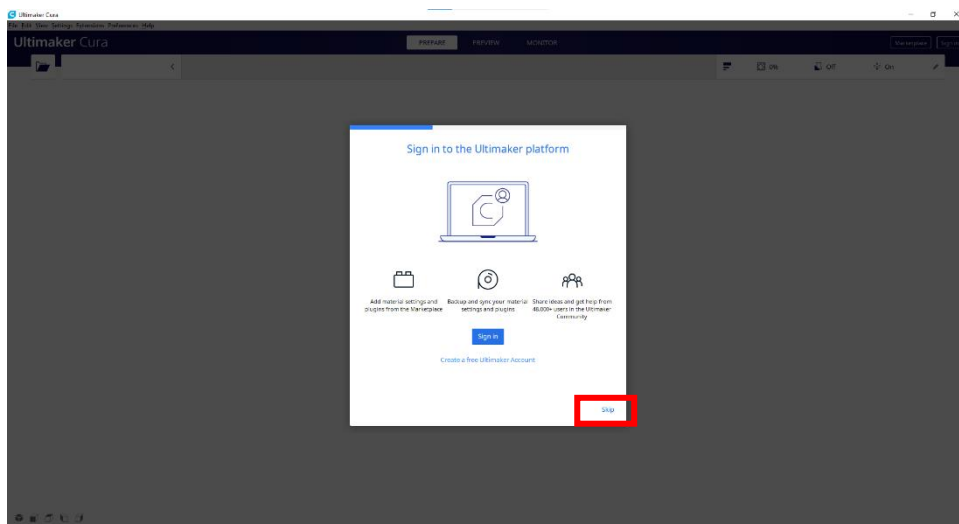 Ultimaker Cura
File Edit View Settings Extensions Preferences Help
Ultimaker Cura
PREPARE PREVIEW MONITOR
Marketplace Sign in
0% Off On
Sign in to the Ultimaker platform
Add material settings and
plugins from the Marketplace
Backup and sync your material
settings and plugins
Share ideas and get help from
48,000+ users in the Ultimaker
Community
Sign in
Create a free Ultimaker Account
Skip